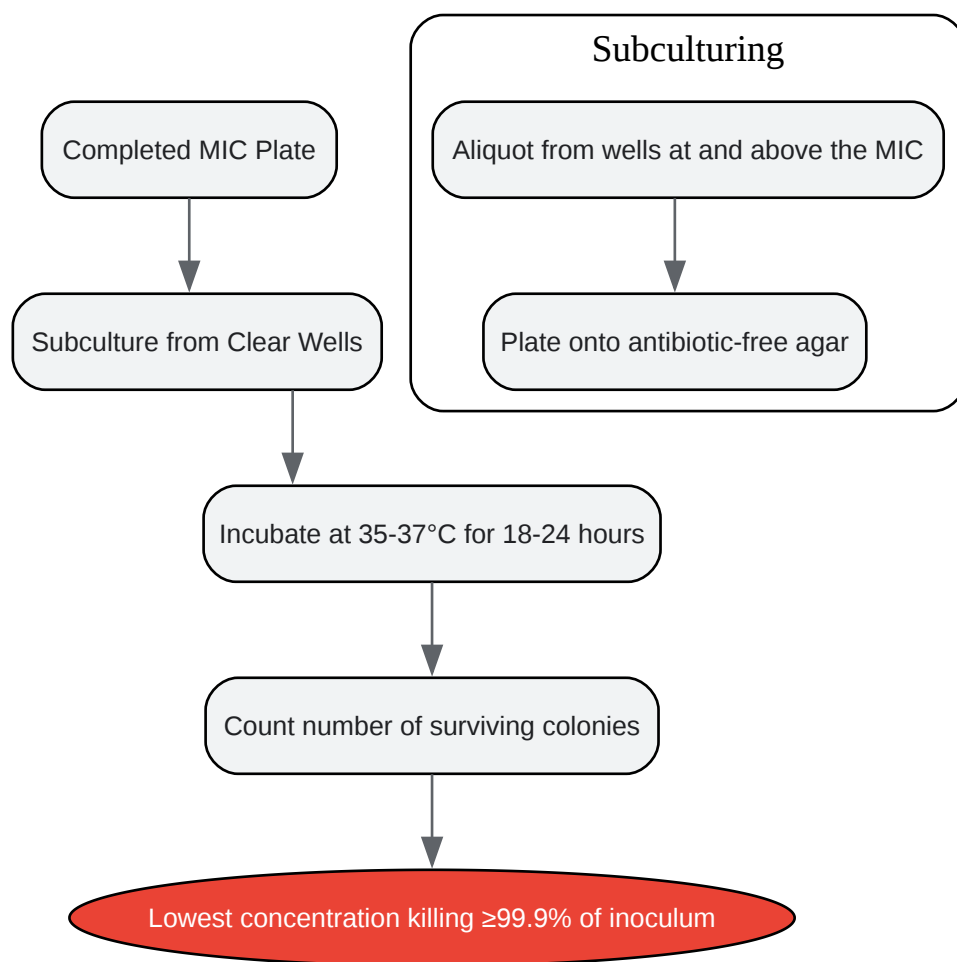 Subculturing
Completed MIC Plate
Aliquot from wells at and above the MIC
Subculture from Clear Wells
Plate onto antibiotic-free agar
Incubate at 35-37°C for 18-24 hours
Count number of surviving colonies
Lowest concentration killing ≥99.9% of inoculum